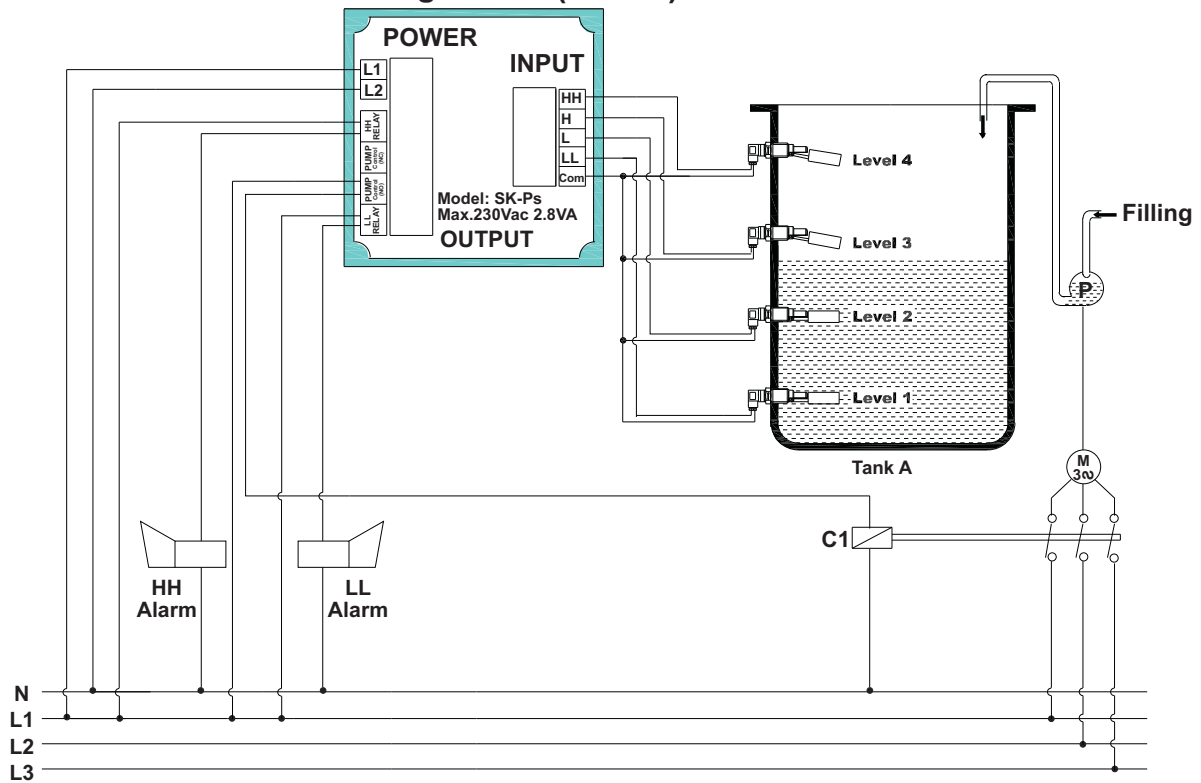 POWER
INPUT
L1
L2
HH
RELAY
PUMP
Control
(NC)
PUMP
Control
(NO)
LL
RELAY
HH
H
L
LL
Com
Model: SK-Ps
Max.230Vac 2.8VA
OUTPUT
Level 4
Level 3
Level 2
Level 1
Tank A
Filling
P
M
3
C1
HH
Alarm
LL
Alarm
N
L1
L2
L3